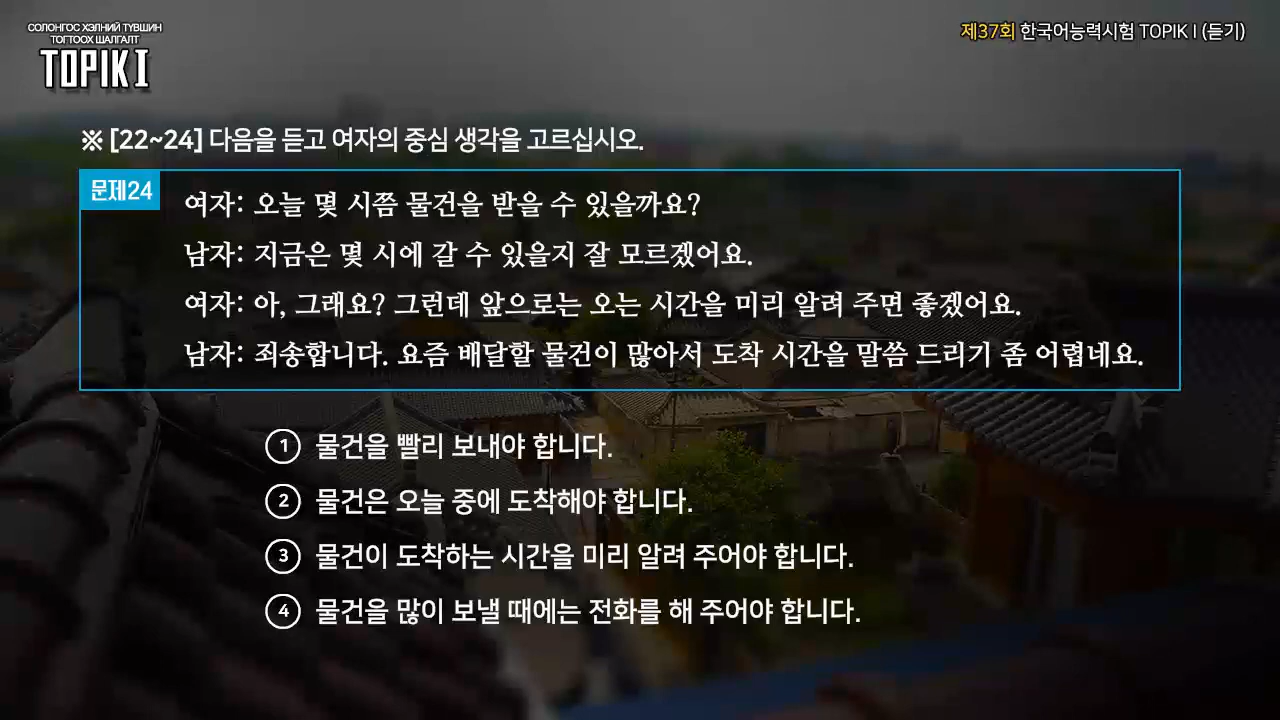 СОЛОНГОС ХЭЛНИЙ ТҮВШИН
ТОГТООХ ШАЛГАЛТ
TOPIK I
제37회 한국어능력시험 TOPIK I (듣기)
※ [22~24] 다음을 듣고 여자의 중심 생각을 고르십시오.
문제24
여자: 오늘 몇 시쯤 물건을 받을 수 있을까요?
남자: 지금은 몇 시에 갈 수 있을지 잘 모르겠어요.
여자: 아, 그래요? 그런데 앞으로는 오는 시간을 미리 알려 주면 좋겠어요.
남자: 죄송합니다. 요즘 배달할 물건이 많아서 도착 시간을 말씀 드리기 좀 어렵네요.
① 물건을 빨리 보내야 합니다.
② 물건은 오늘 중에 도착해야 합니다.
③ 물건이 도착하는 시간을 미리 알려 주어야 합니다.
④ 물건을 많이 보낼 때에는 전화를 해 주어야 합니다.